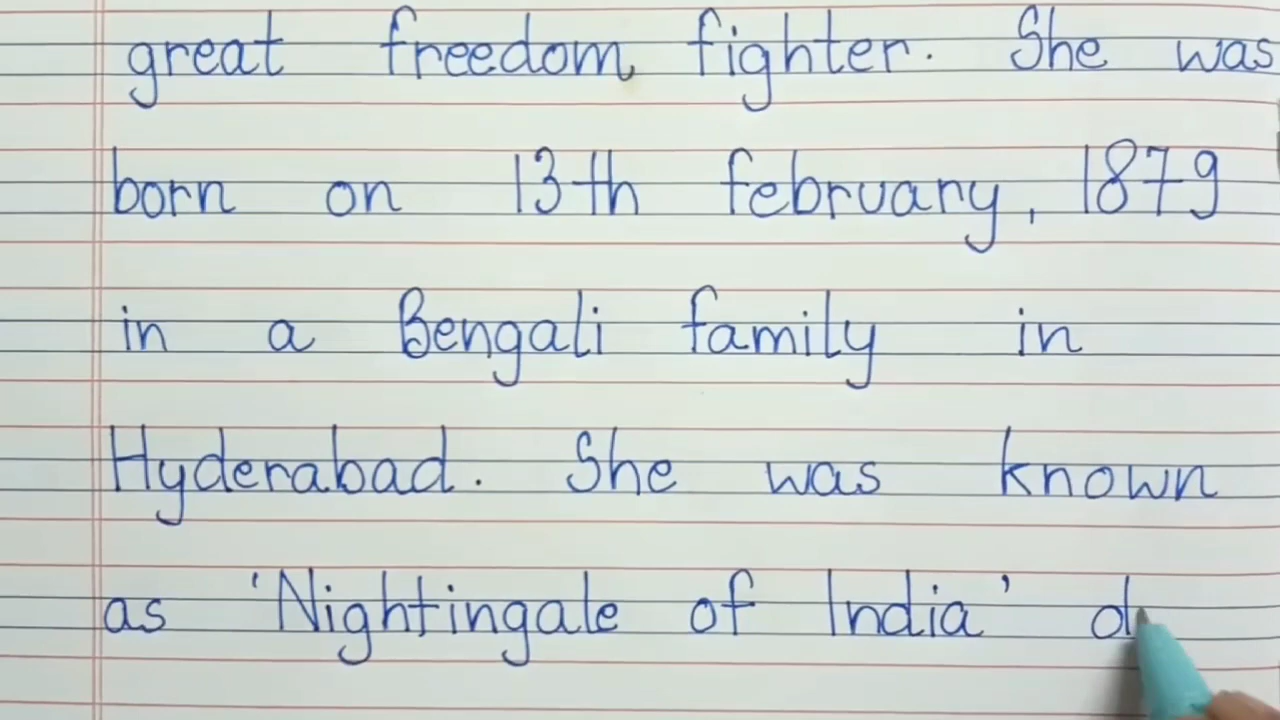 great freedom fighter. She was
born on 13th february, 1879
in a Bengali family in
Hyderabad. She was known
as 'Nightingale of India' d